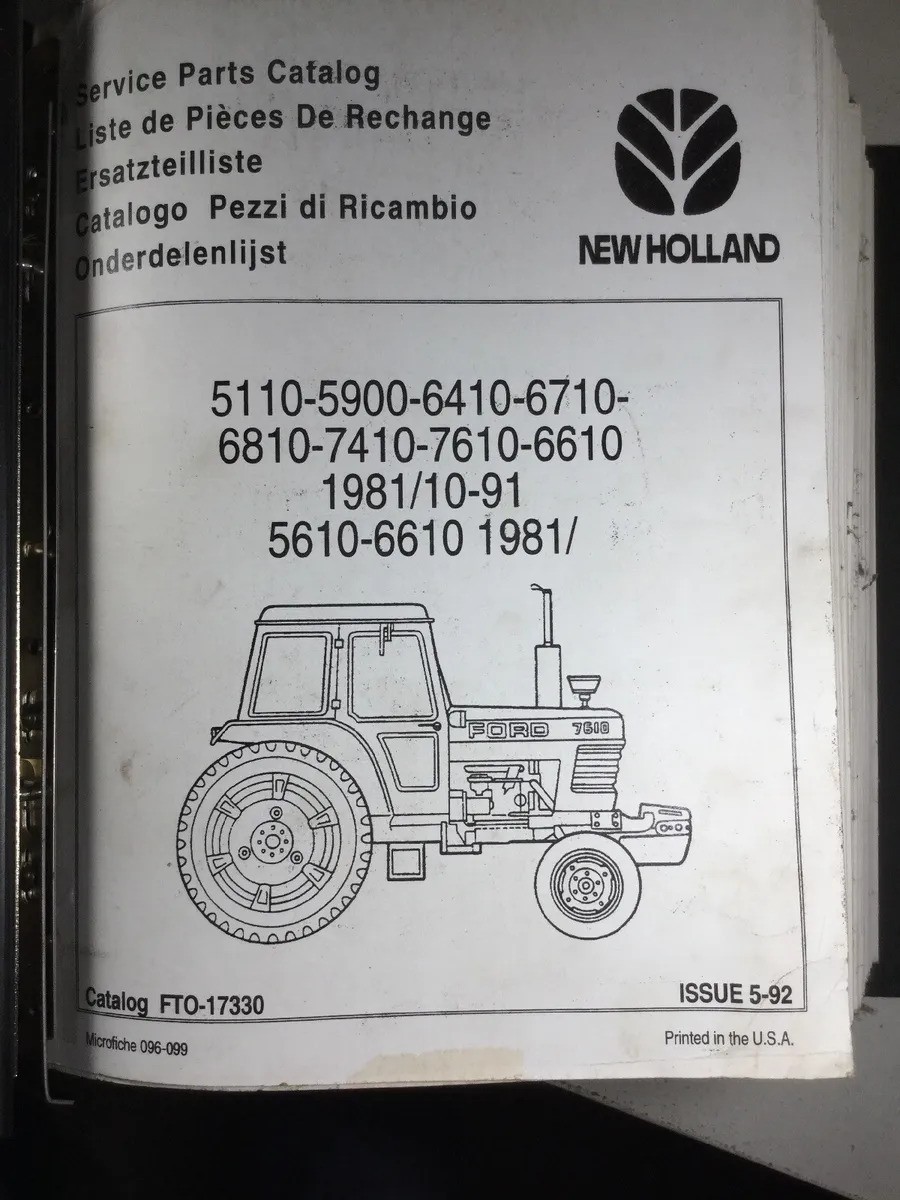 Service Parts Catalog
Liste de Pièces De Rechange
Ersatzteilliste
Catalogo Pezzi di Ricambio
Onderdelenlijst
NEW HOLLAND
5110-5900-6410-6710-
6810-7410-7610-6610
1981/10-91
5610-6610 1981/
FORD 7610
Catalog FTO-17330
ISSUE 5-92
Microfiche 096-099
Printed in the U.S.A.